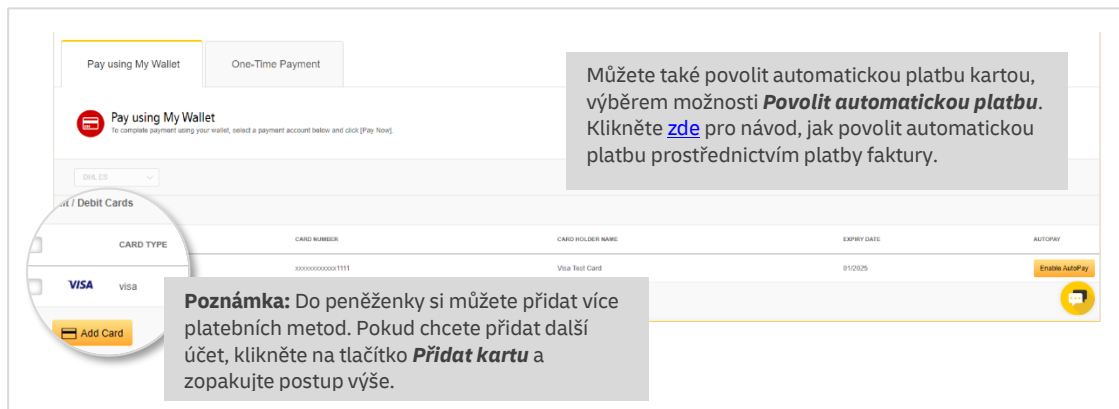 Pay using My Wallet
One-Time Payment
Můžete také povolit automatickou platbu kartou,
výběrem možnosti Povolit automatickou platbu.
Klikněte zde pro návod, jak povolit automatickou
platbu prostřednictvím platby faktury.
Pay using My Wallet
To complete payment using your wallet, select a payment account below and click [Pay Now].
DHL ES
/ Debit Cards
CARD TYPE
CARD NUMBER
CARD HOLDER NAME
EXPIRY DATE
AUTOPAY
VISA
visa
xxxxxxxxxxxx1111
Visa Test Card
01/2025
Enable AutoPay
Add Card
Poznámka: Do peněženky si můžete přidat více
platebních metod. Pokud chcete přidat další
účet, klikněte na tlačítko Přidat kartu a
zopakujte postup výše.